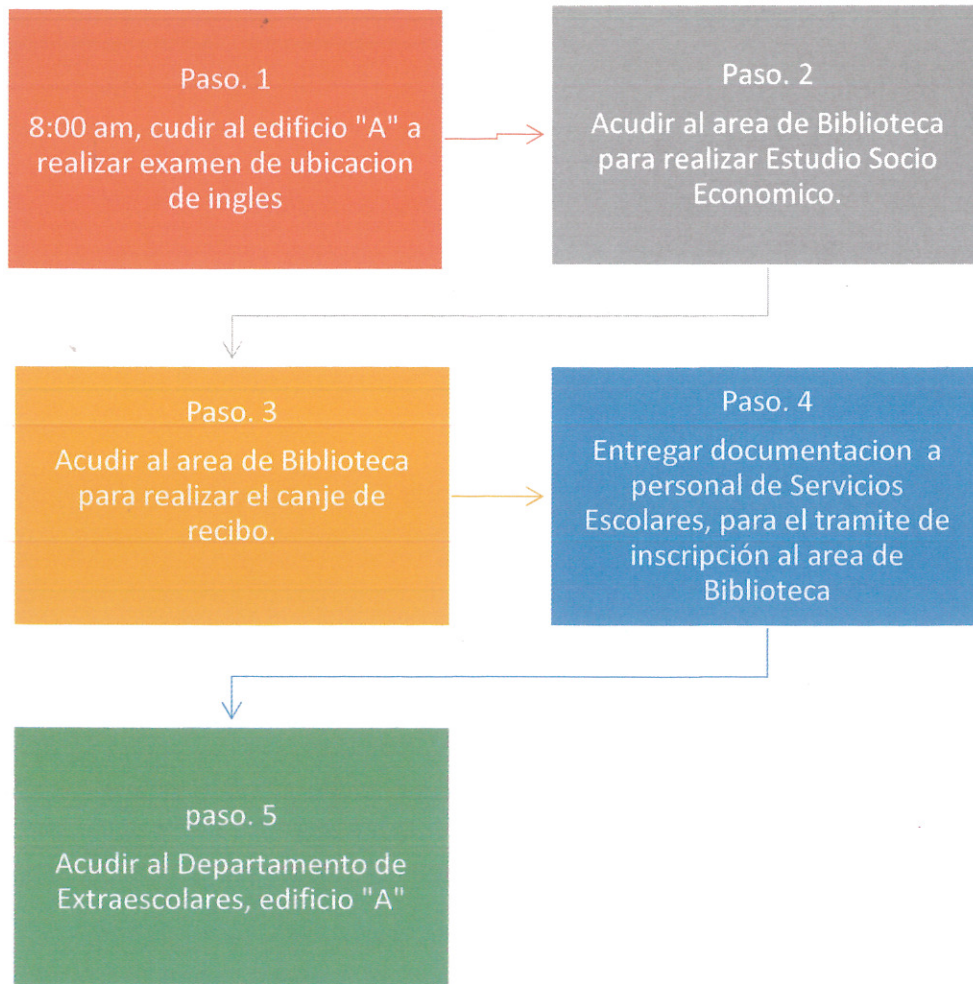 Paso. 1
8:00 am, cudir al edificio "A" a
realizar examen de ubicacion
de ingles
Paso. 2
Acudir al area de Biblioteca
para realizar Estudio Socio
Economico.
Paso. 3
Acudir al area de Biblioteca
para realizar el canje de
recibo.
Paso. 4
Entregar documentacion a
personal de Servicios
Escolares, para el tramite de
inscripción al area de
Biblioteca
paso. 5
Acudir al Departamento de
Extraescolares, edificio "A"